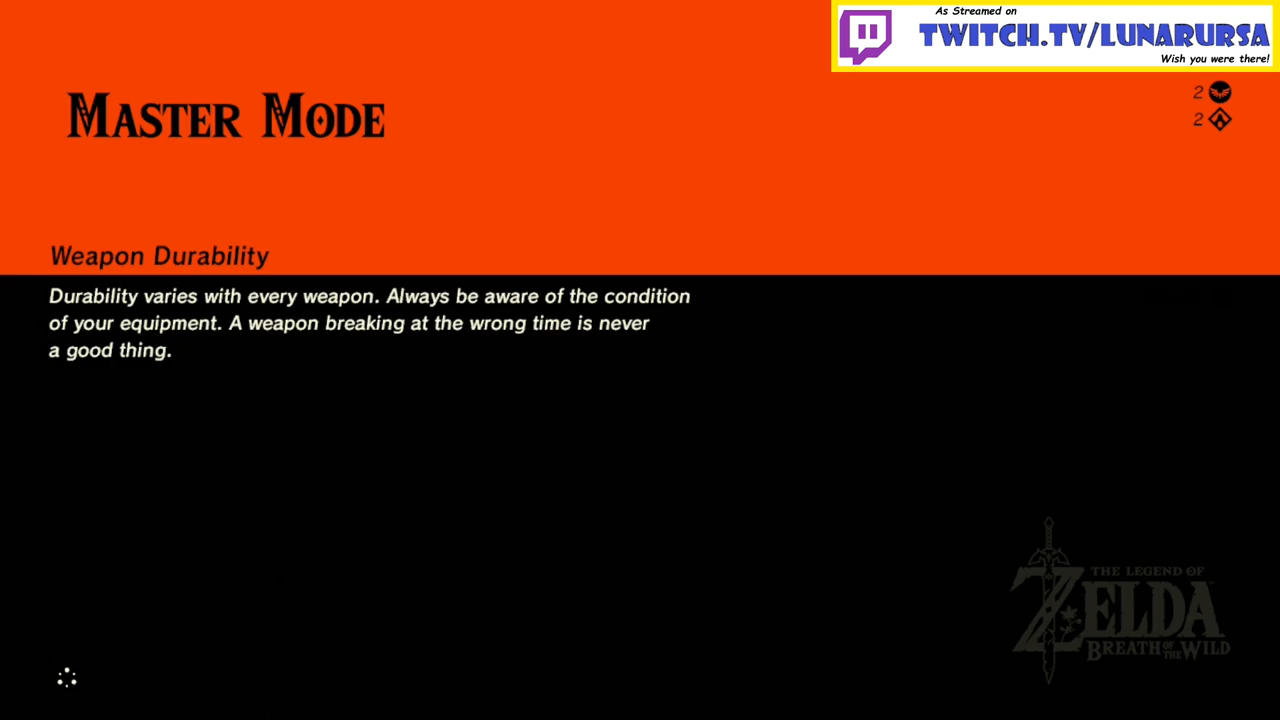 As Streamed on
TWITCH.TV/LUNARURSA
Wish you were there!
MASTER MODE
2
2
Weapon Durability
Durability varies with every weapon. Always be aware of the condition
of your equipment. A weapon breaking at the wrong time is never
a good thing.
THE LEGEND OF
ZELDA
BREATH OF THE WILD